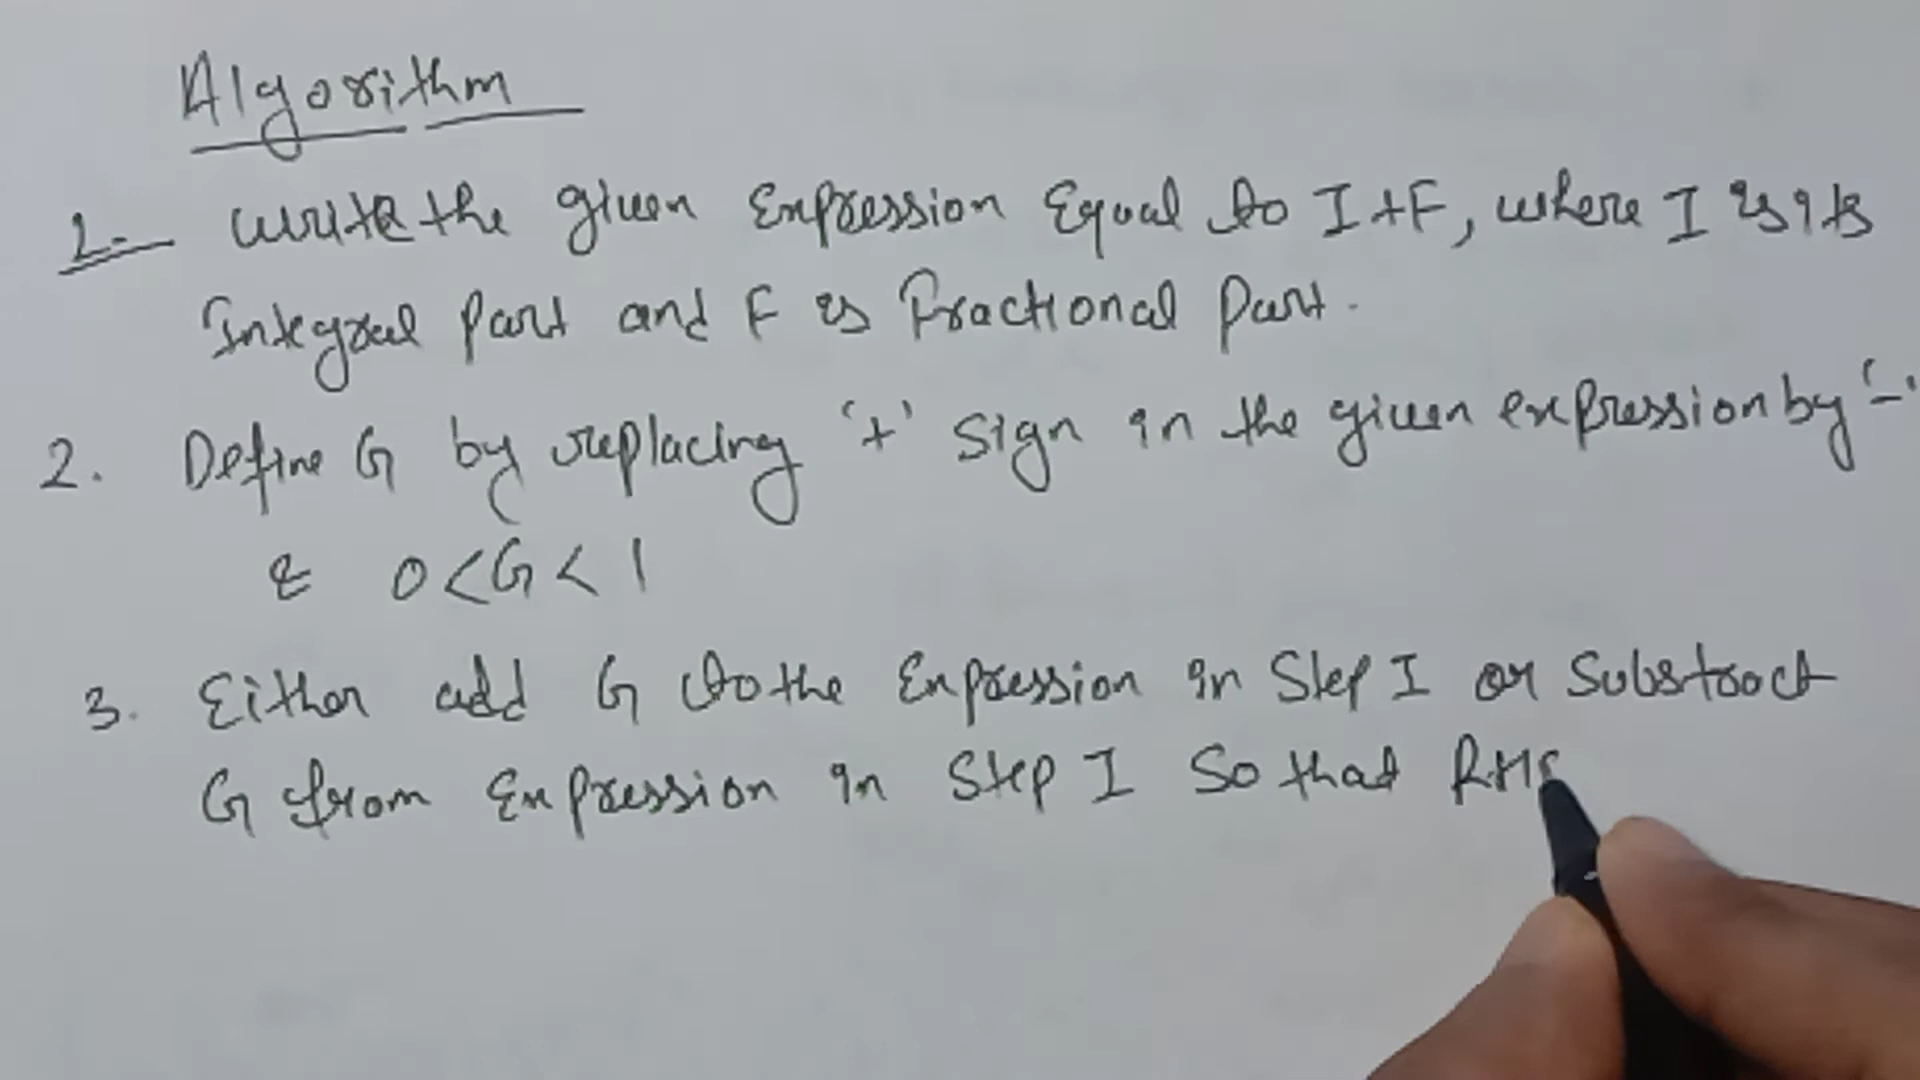 Algorithm
1. Write the given Expression Equal to I+F, where I is its
Integral Part and F is Fractional Part.
2. Define G by replacing '+' Sign in the given expression by '-'
& 0<G<1
3. Either add G to the Expression in Step I or Substract
G from Expression in Step I So that RHS